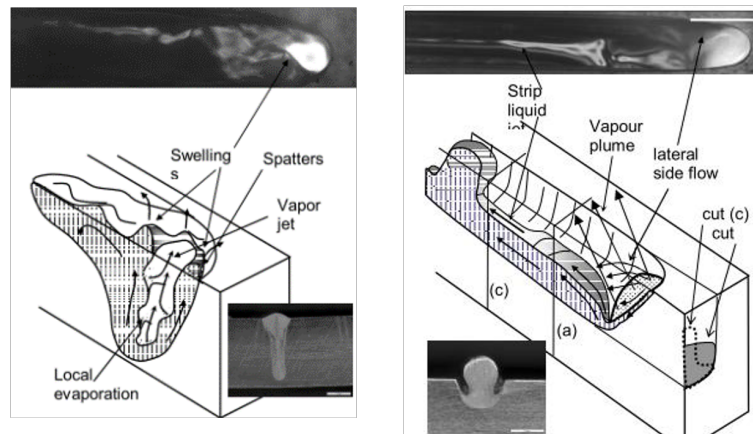 Swelling
s
Spatters
Vapor
jet
Local
evaporation
Strip
liquid
Vapour
plume
lateral
side flow
cut (c)
cut
(c)
(a)